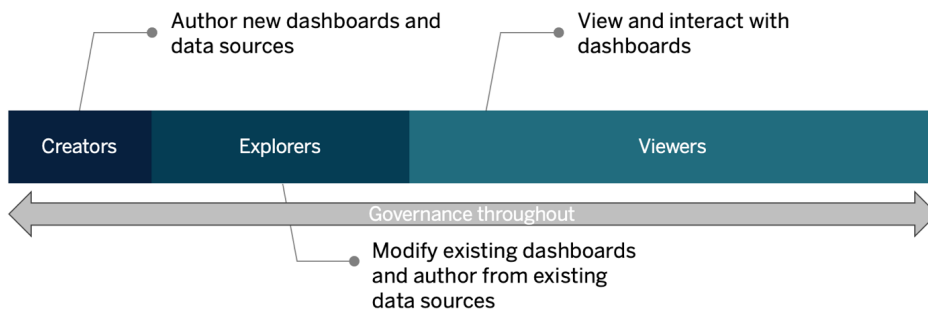 Author new dashboards and
data sources
View and interact with
dashboards
Creators
Explorers
Viewers
Governance throughout
Modify existing dashboards
and author from existing
data sources